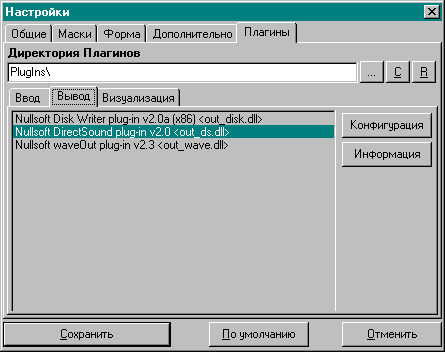 Настройки
Общие Маски Форма Дополнительно Плагины
Директория Плагинов
PlugIns\ ... C R
Ввод Вывод Визуализация
Nullsoft Disk Writer plug-in v2.0a (x86) <out_disk.dll>
Nullsoft DirectSound plug-in v2.0 <out_ds.dll>
Nullsoft waveOut plug-in v2.3 <out_wave.dll>
Конфигурация
Информация
Сохранить По умолчанию Отменить